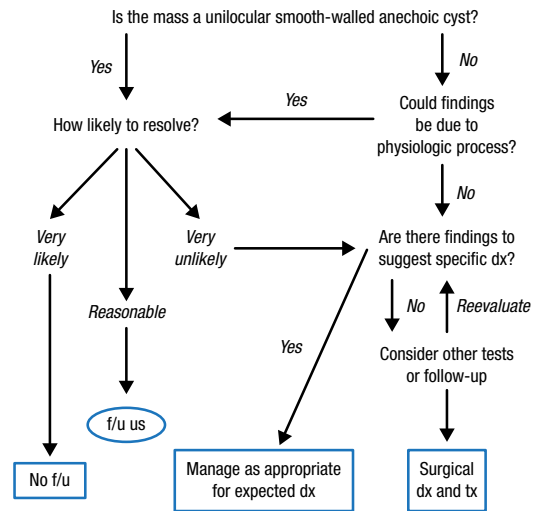 Is the mass a unilocular smooth-walled anechoic cyst?
Yes
No
How likely to resolve?
Yes
Could findings
be due to
physiologic process?
No
Very
likely
Very
unlikely
Are there findings to
suggest specific dx?
Reasonable
No
Reevaluate
Yes
Consider other tests
or follow-up
f/u us
No f/u
Manage as appropriate
for expected dx
Surgical
dx and tx